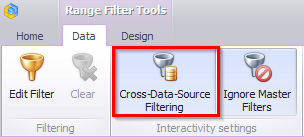 Range Filter Tools
Home Data Design
Edit Filter Clear Cross-Data-Source Ignore Master
Filtering Filters
Filtering Interactivity settings